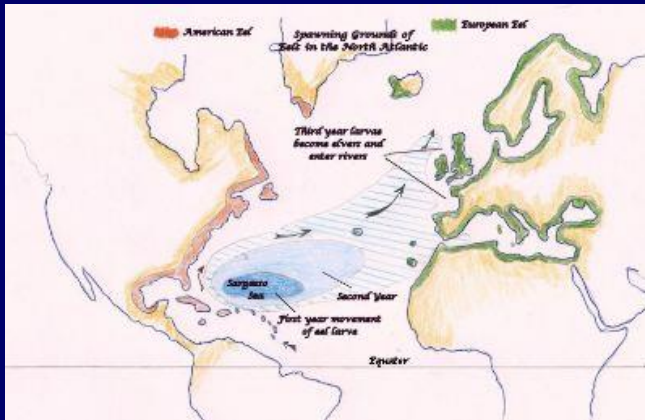 American Eel
Spawning Grounds of
Eels in the North Atlantic
European Eel
Third year larvae
become elvers and
enter rivers
Sargasso
Sea
Second Year
First year movement
of eel larve
Equator